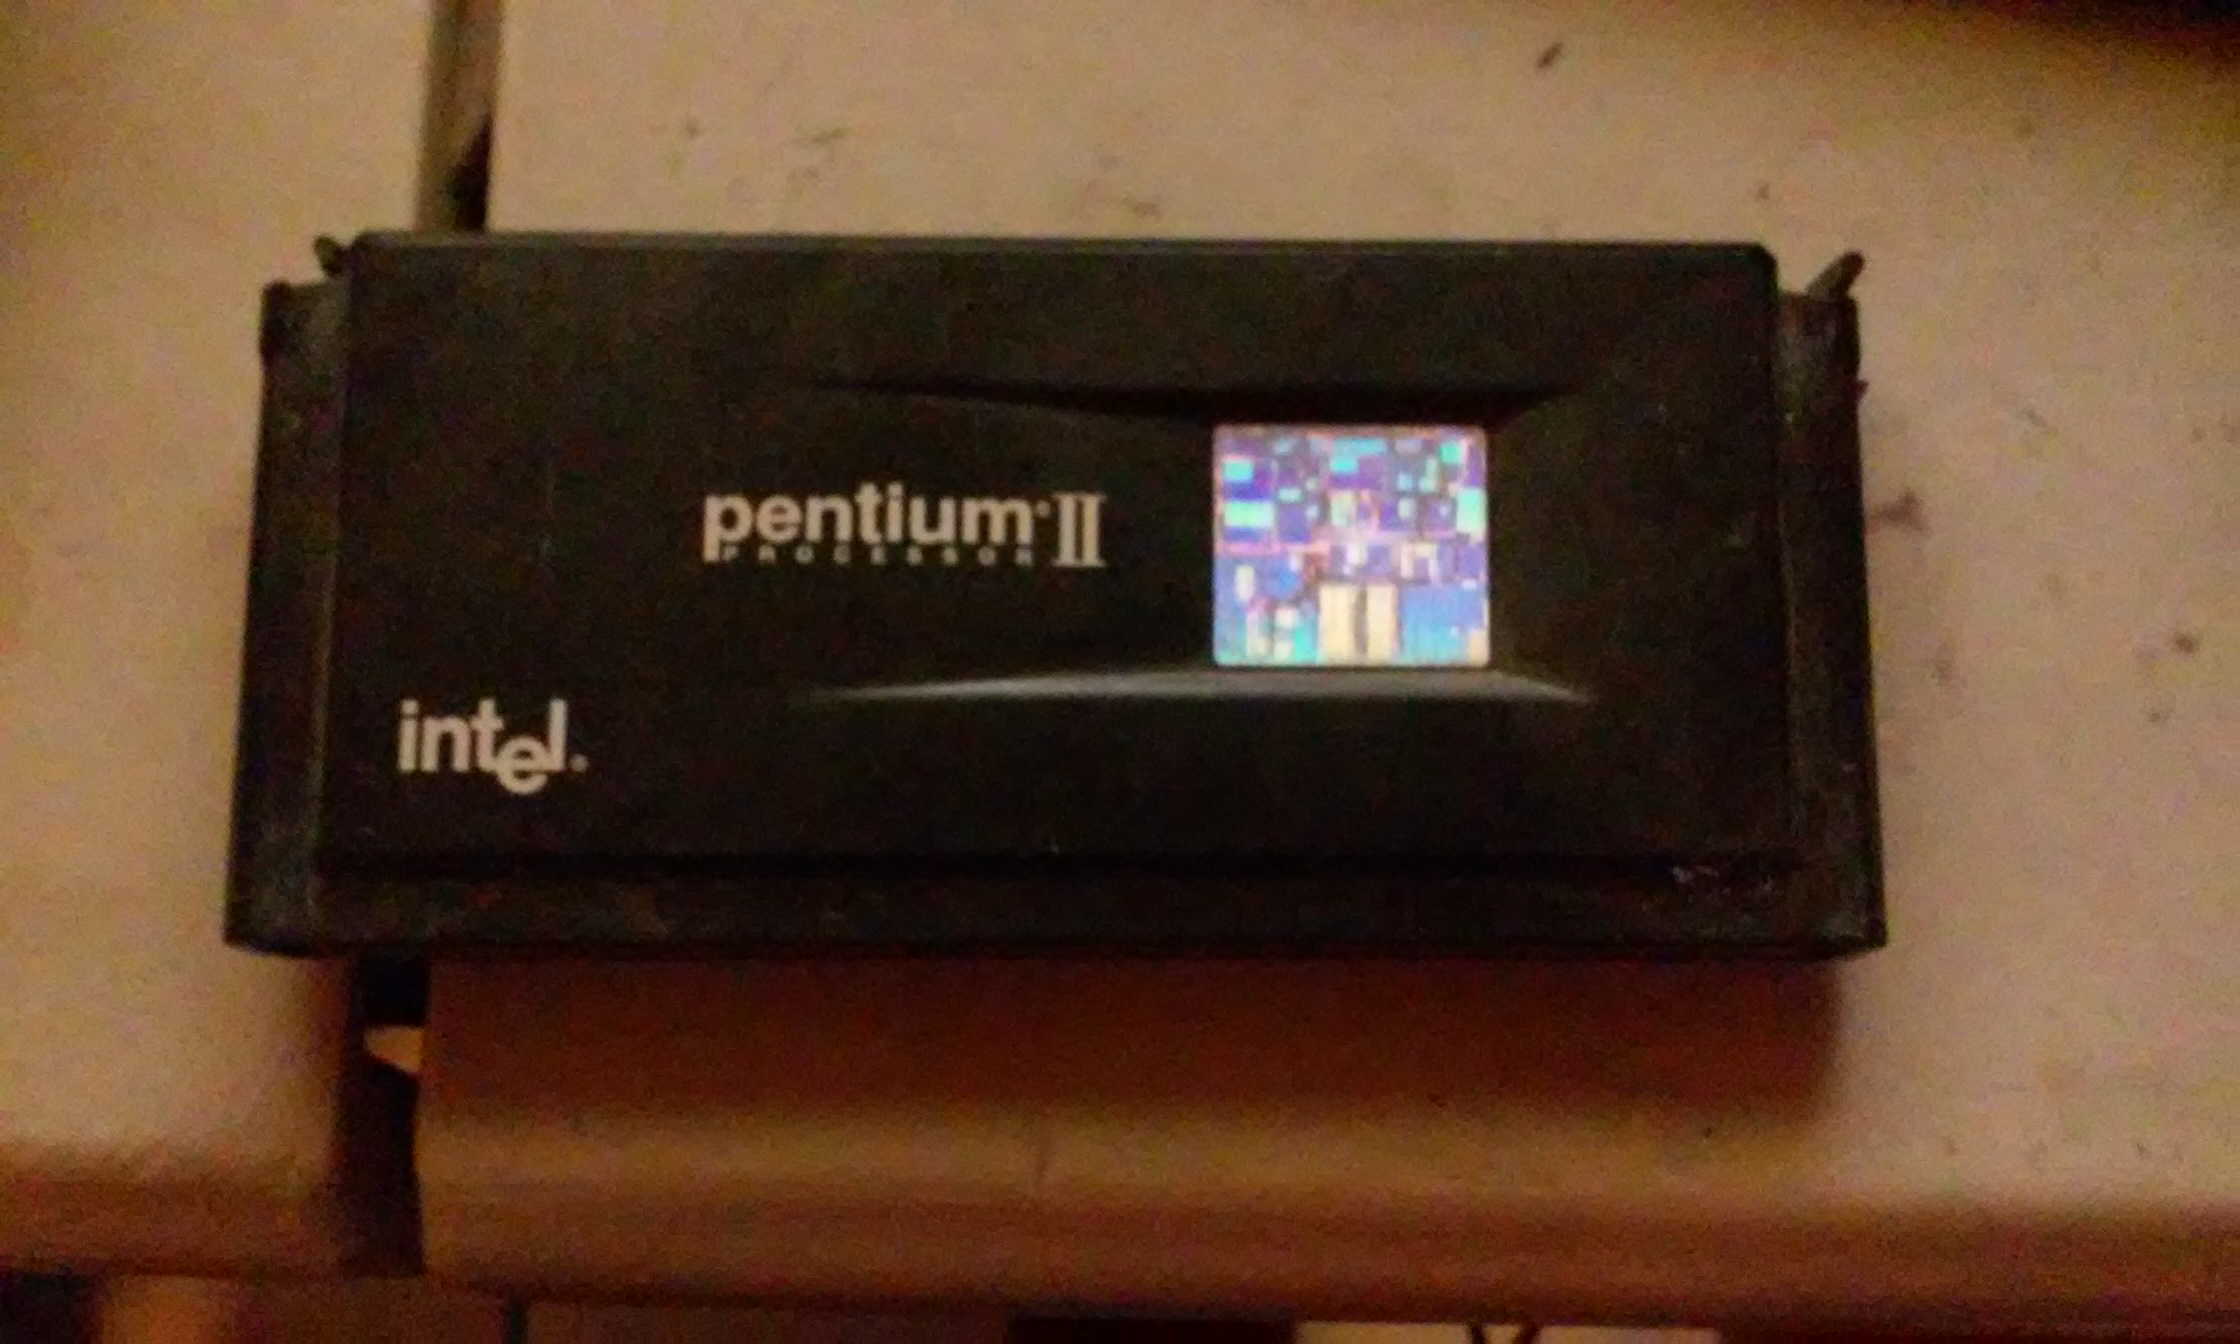 pentium® II
PROCESSOR
intel®